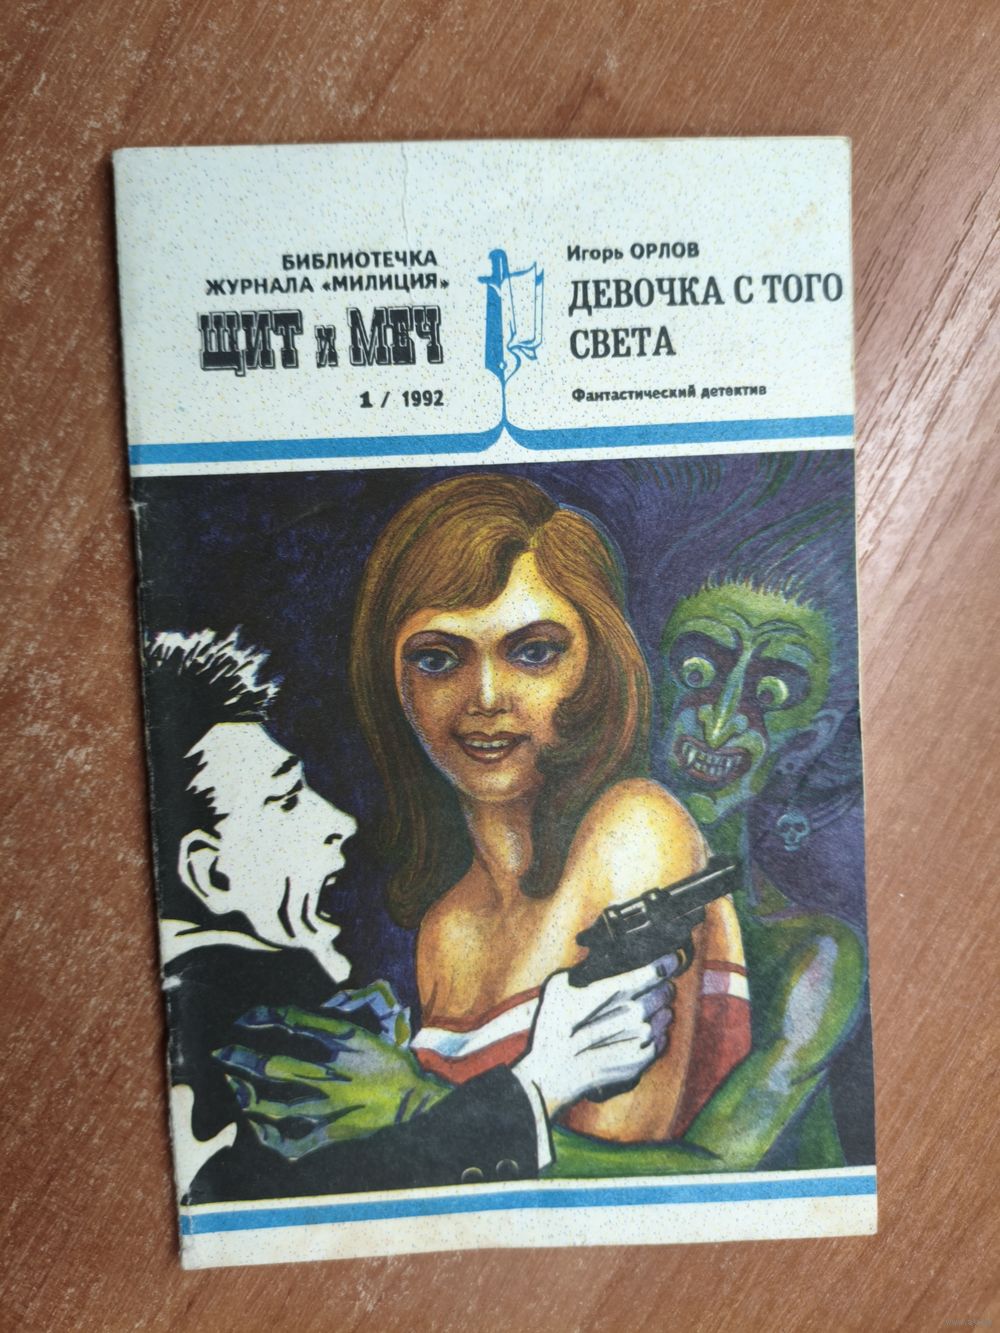 БИБЛИОТЕЧКА
ЖУРНАЛА «МИЛИЦИЯ»
ЩИТ и МЕЧ
1 / 1992
Игорь ОРЛОВ
ДЕВОЧКА С ТОГО
СВЕТА
Фантастический детектив